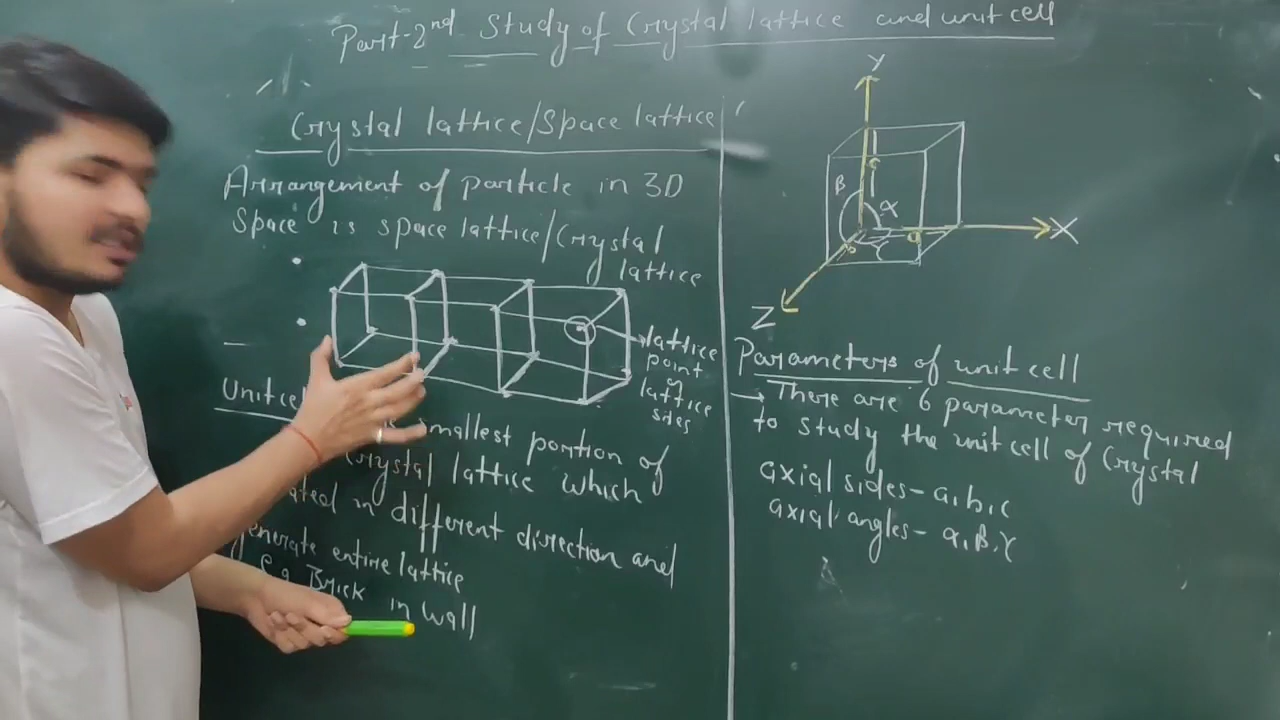 Part-2nd Study of Crystal lattice and unit cell
Crystal lattice/Space lattice
Arrangement of particle in 3D
Space is space lattice/Crystal
lattice
lattice
point
or
lattice
sides
Unit cel
smallest portion of
Crystal lattice which
ated in different direction and
generate entire lattice
e.g Brick in wall
Y
c
β
α
a
b
γ
X
Z
Parameters of unit cell
→ There are 6 parameter required
to study the unit cell of Crystal
axial sides - a, b, c
axial angles - α, β, γ